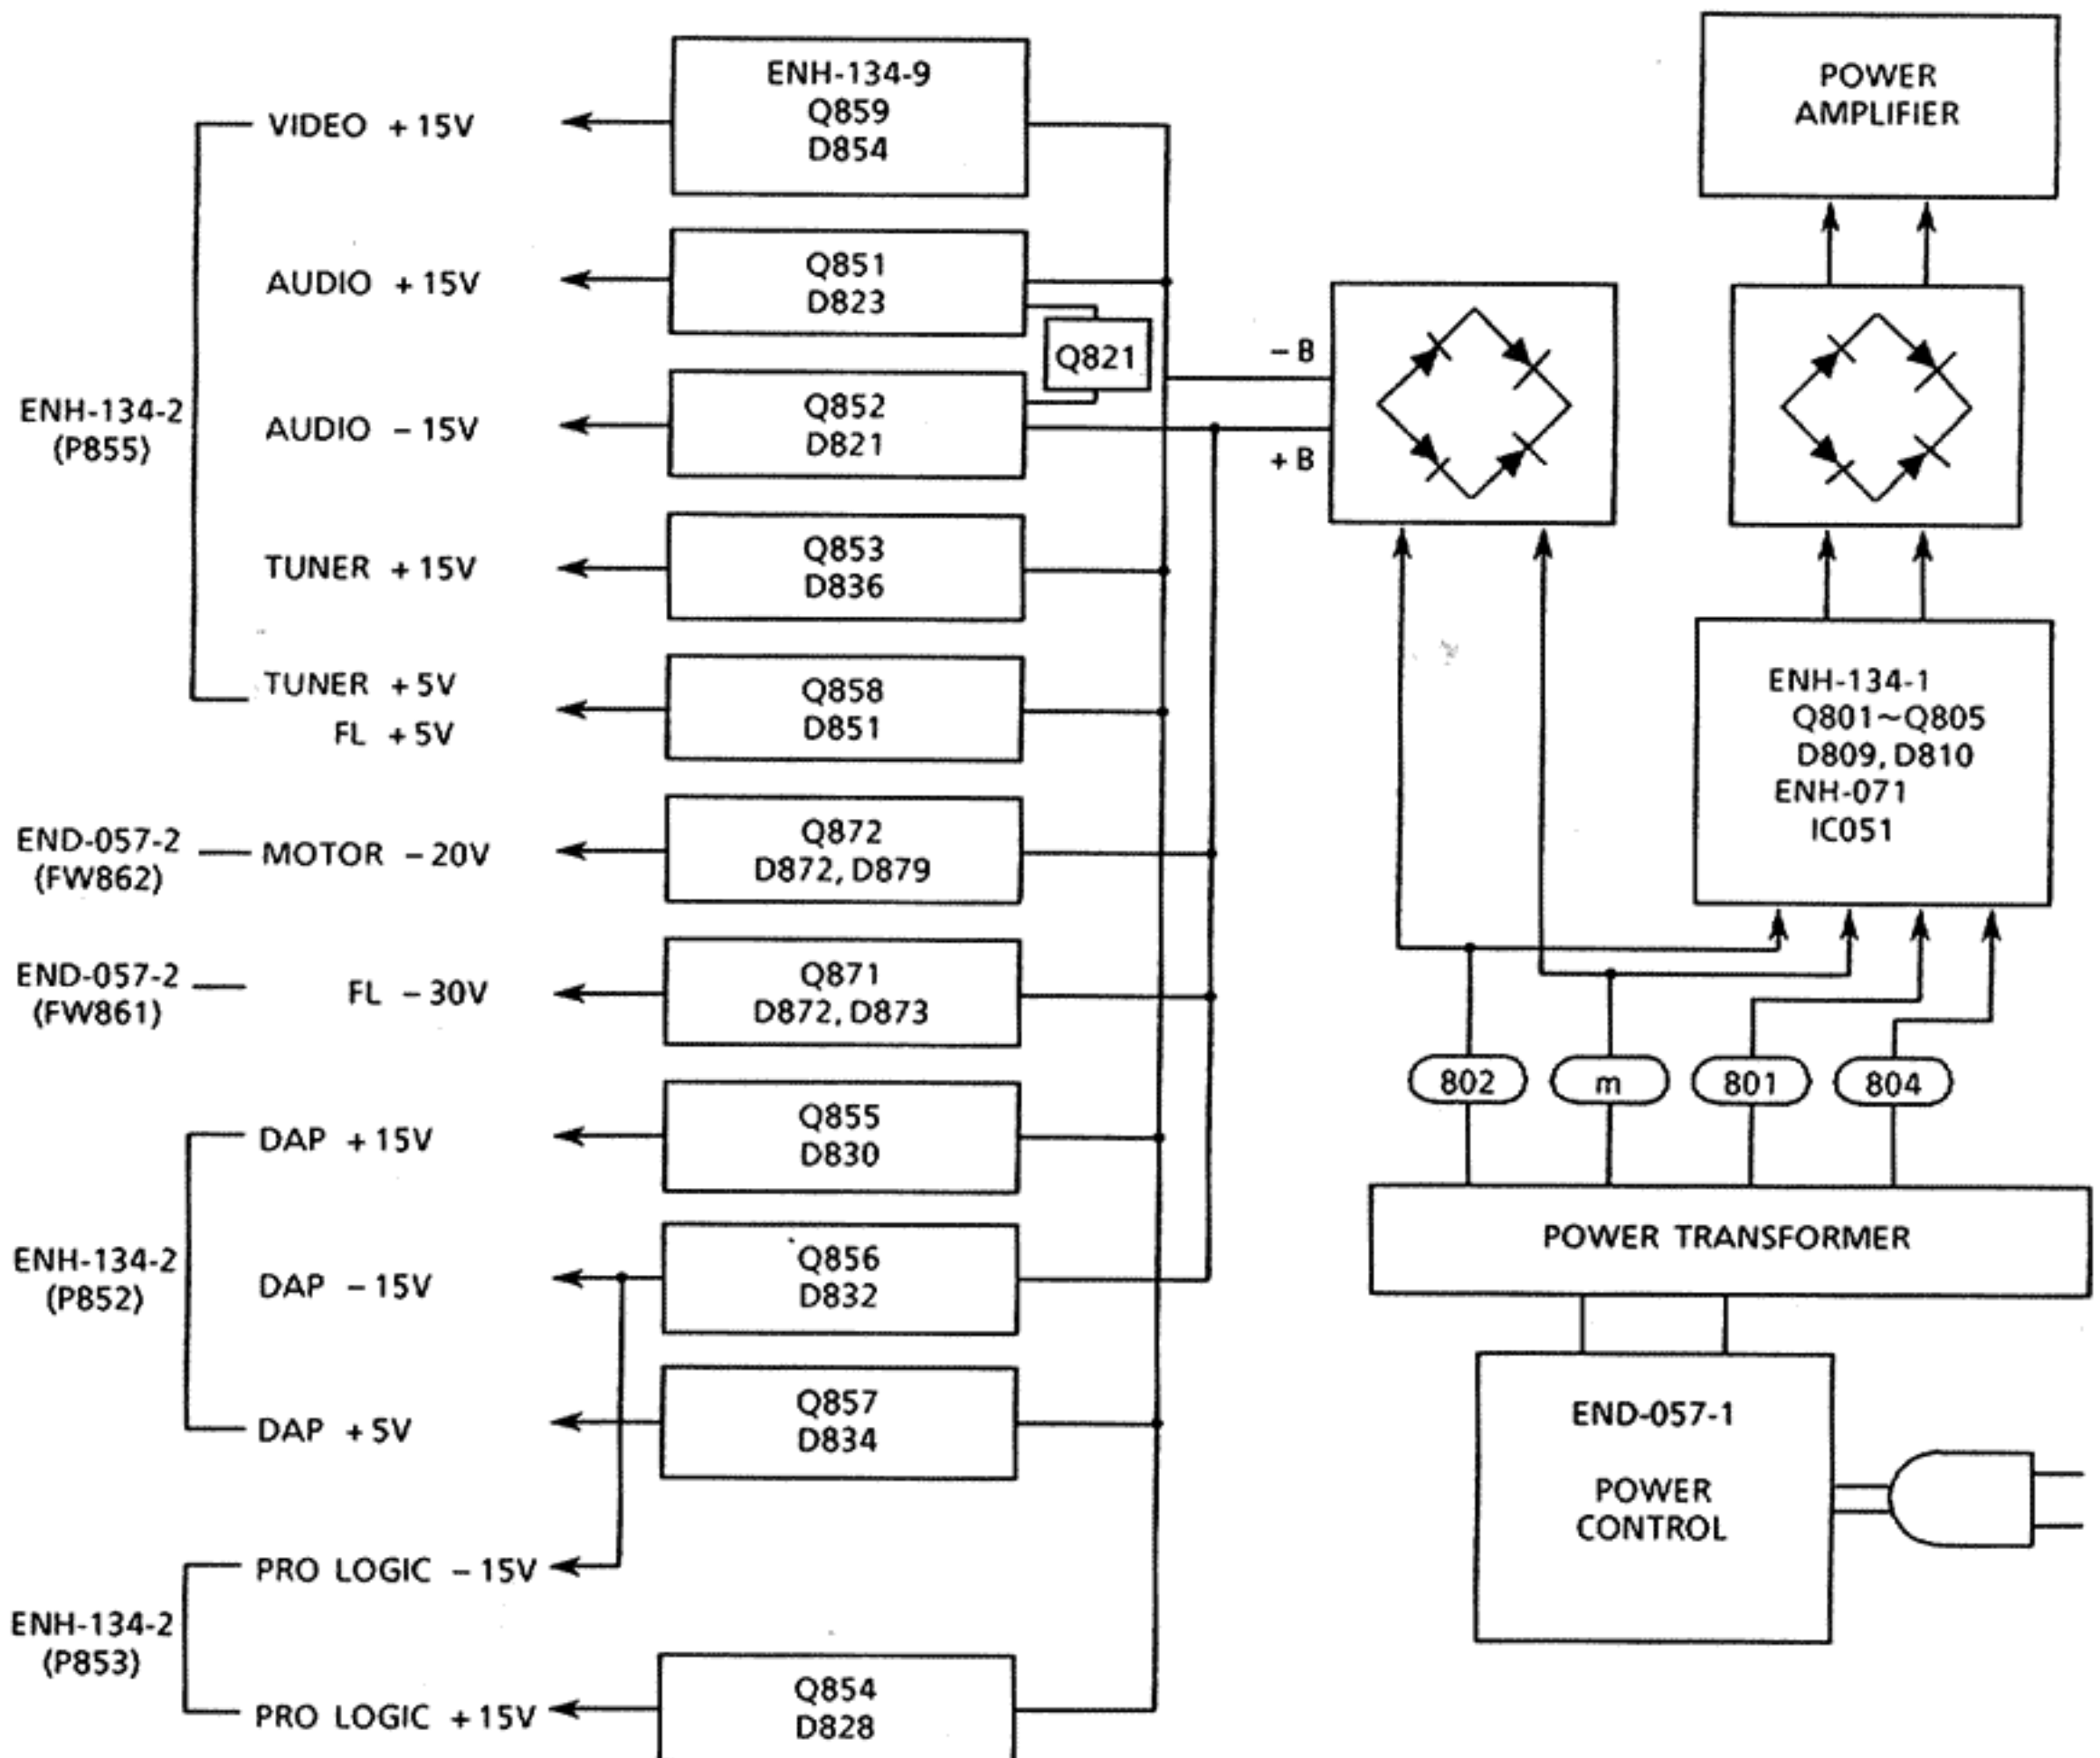 ENH-134-9
Q859
D854
VIDEO +15V
Q851
D823
AUDIO +15V
Q821
ENH-134-2
(P855)
Q852
D821
AUDIO -15V
Q853
D836
TUNER +15V
Q858
D851
TUNER +5V
FL +5V
END-057-2
(FW862)
MOTOR -20V
Q872
D872, D879
END-057-2
(FW861)
FL -30V
Q871
D872, D873
DAP +15V
Q855
D830
ENH-134-2
(P852)
DAP -15V
Q856
D832
DAP +5V
Q857
D834
PRO LOGIC -15V
ENH-134-2
(P853)
PRO LOGIC +15V
Q854
D828
-B
+B
POWER
AMPLIFIER
ENH-134-1
Q801~Q805
D809, D810
ENH-071
IC051
802
m
801
804
POWER TRANSFORMER
END-057-1
POWER
CONTROL